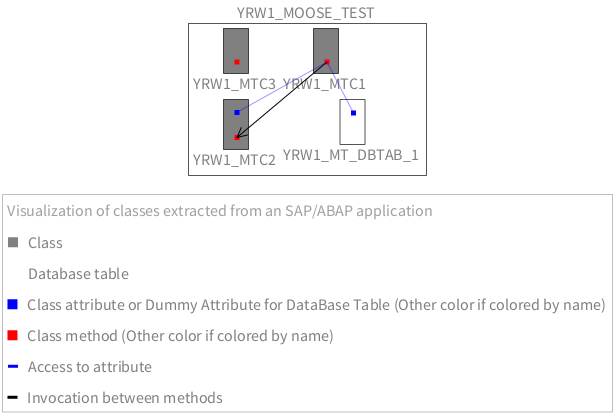 YRW1_MOOSE_TEST
YRW1_MTC3 YRW1_MTC1
YRW1_MTC2 YRW1_MT_DBTAB_1
Visualization of classes extracted from an SAP/ABAP application
Class
Database table
Class attribute or Dummy Attribute for DataBase Table (Other color if colored by name)
Class method (Other color if colored by name)
Access to attribute
Invocation between methods